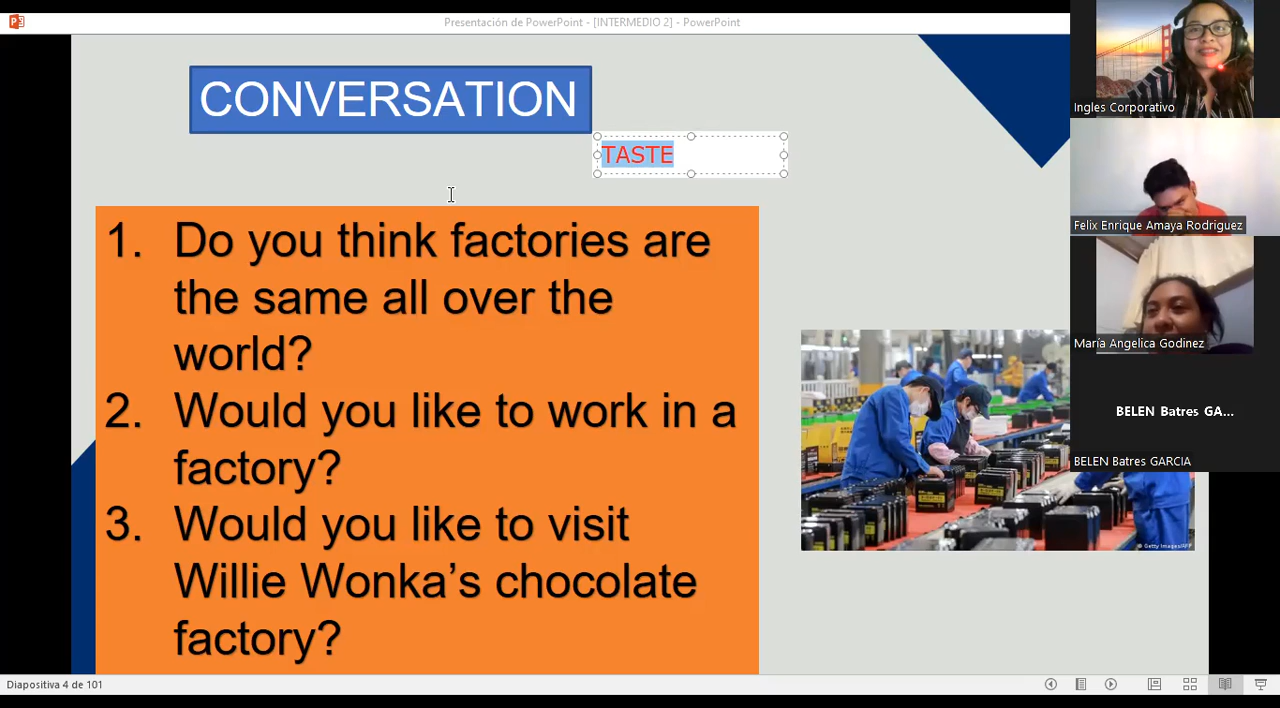 Presentación de PowerPoint - [INTERMEDIO 2] - PowerPoint
CONVERSATION
TASTE
1. Do you think factories are
the same all over the
world?
2. Would you like to work in a
factory?
3. Would you like to visit
Willie Wonka’s chocolate
factory?
Ingles Corporativo
Felix Enrique Amaya Rodriguez
María Angelica Godinez
BELEN Batres GA...
BELEN Batres GARCIA
© Getty Images/AFP
Diapositiva 4 de 101